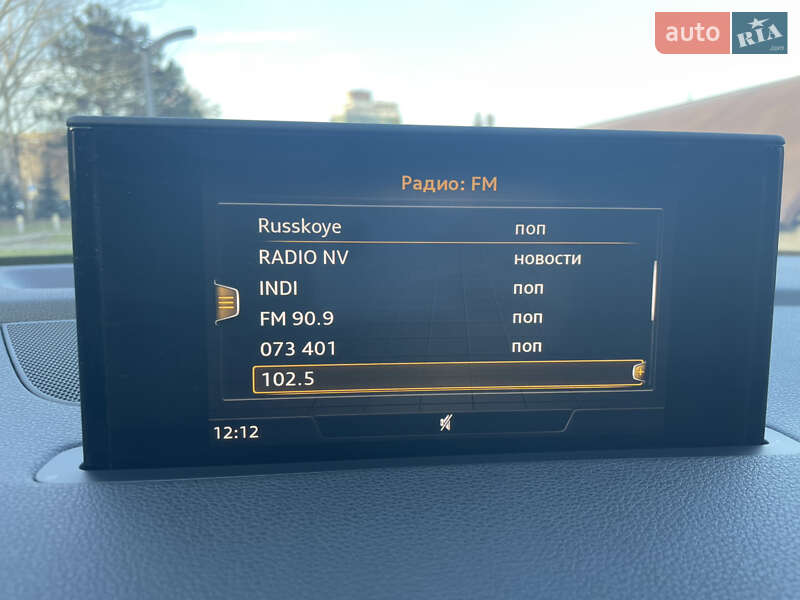 auto RIA .com
Радио: FM
Russkoye поп
RADIO NV новости
INDI поп
FM 90.9 поп
073 401 поп
102.5
12:12